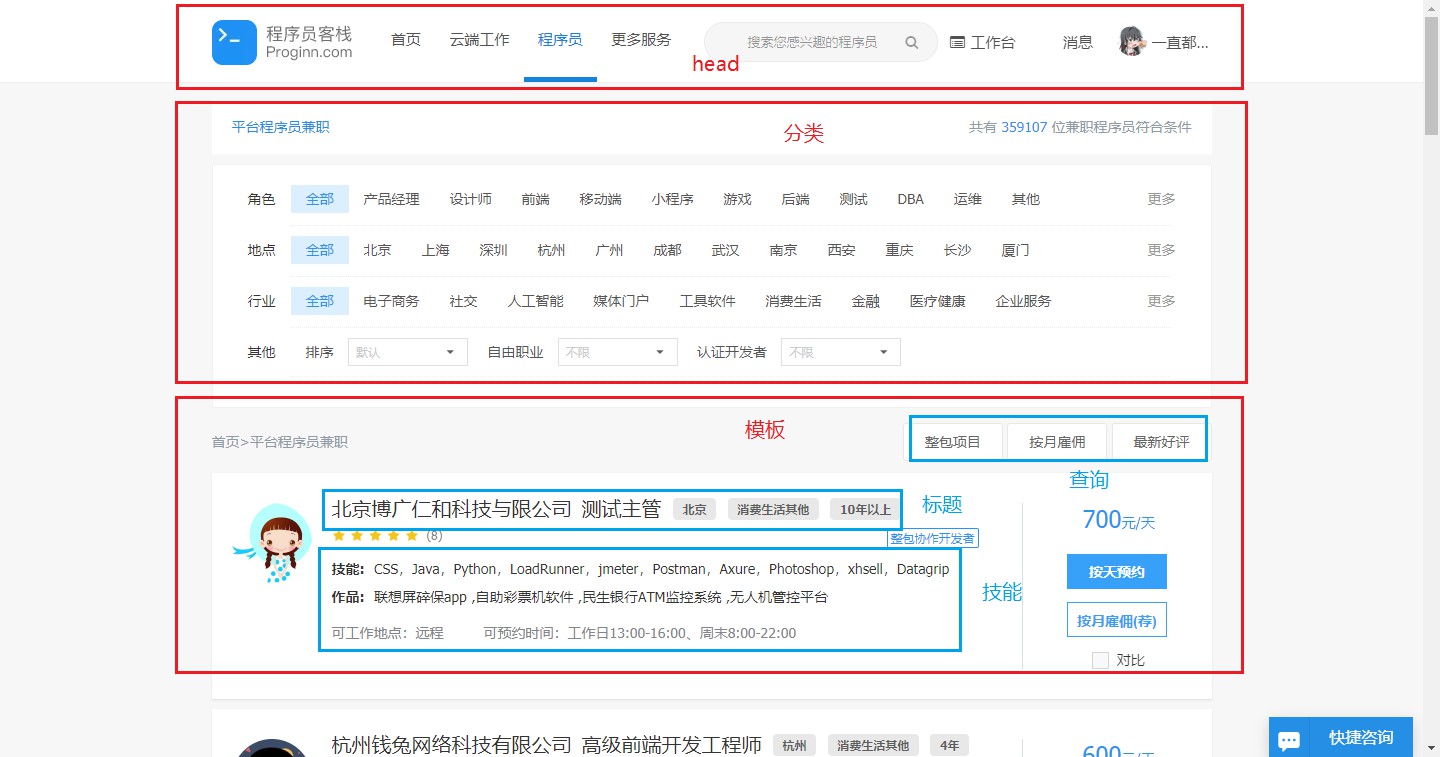 程序员客栈
Proginn.com
首页 云端工作 程序员 更多服务 搜索您感兴趣的程序员 工作台 消息 一直都...
head
平台程序员兼职 分类 共有 359107 位兼职程序员符合条件
角色 全部 产品经理 设计师 前端 移动端 小程序 游戏 后端 测试 DBA 运维 其他 更多
地点 全部 北京 上海 深圳 杭州 广州 成都 武汉 南京 西安 重庆 长沙 厦门 更多
行业 全部 电子商务 社交 人工智能 媒体门户 工具软件 消费生活 金融 医疗健康 企业服务 更多
其他 排序 默认 自由职业 不限 认证开发者 不限
模板
首页>平台程序员兼职 整包项目 按月雇佣 最新好评
查询
北京博广仁和科技与限公司 测试主管 北京 消费生活其他 10年以上 标题
700元/天
(8) 整包协作开发者
技能：CSS，Java，Python，LoadRunner，jmeter，Postman，Axure，Photoshop，xhsell，Datagrip
按天预约
技能
作品：联想屏碎保app ,自助彩票机软件 ,民生银行ATM监控系统 ,无人机管控平台
按月雇佣(荐)
可工作地点：远程 可预约时间：工作日13:00-16:00、周末8:00-22:00
对比
杭州钱兔网络科技有限公司 高级前端开发工程师 杭州 消费生活其他 4年
600元/天
快捷咨询